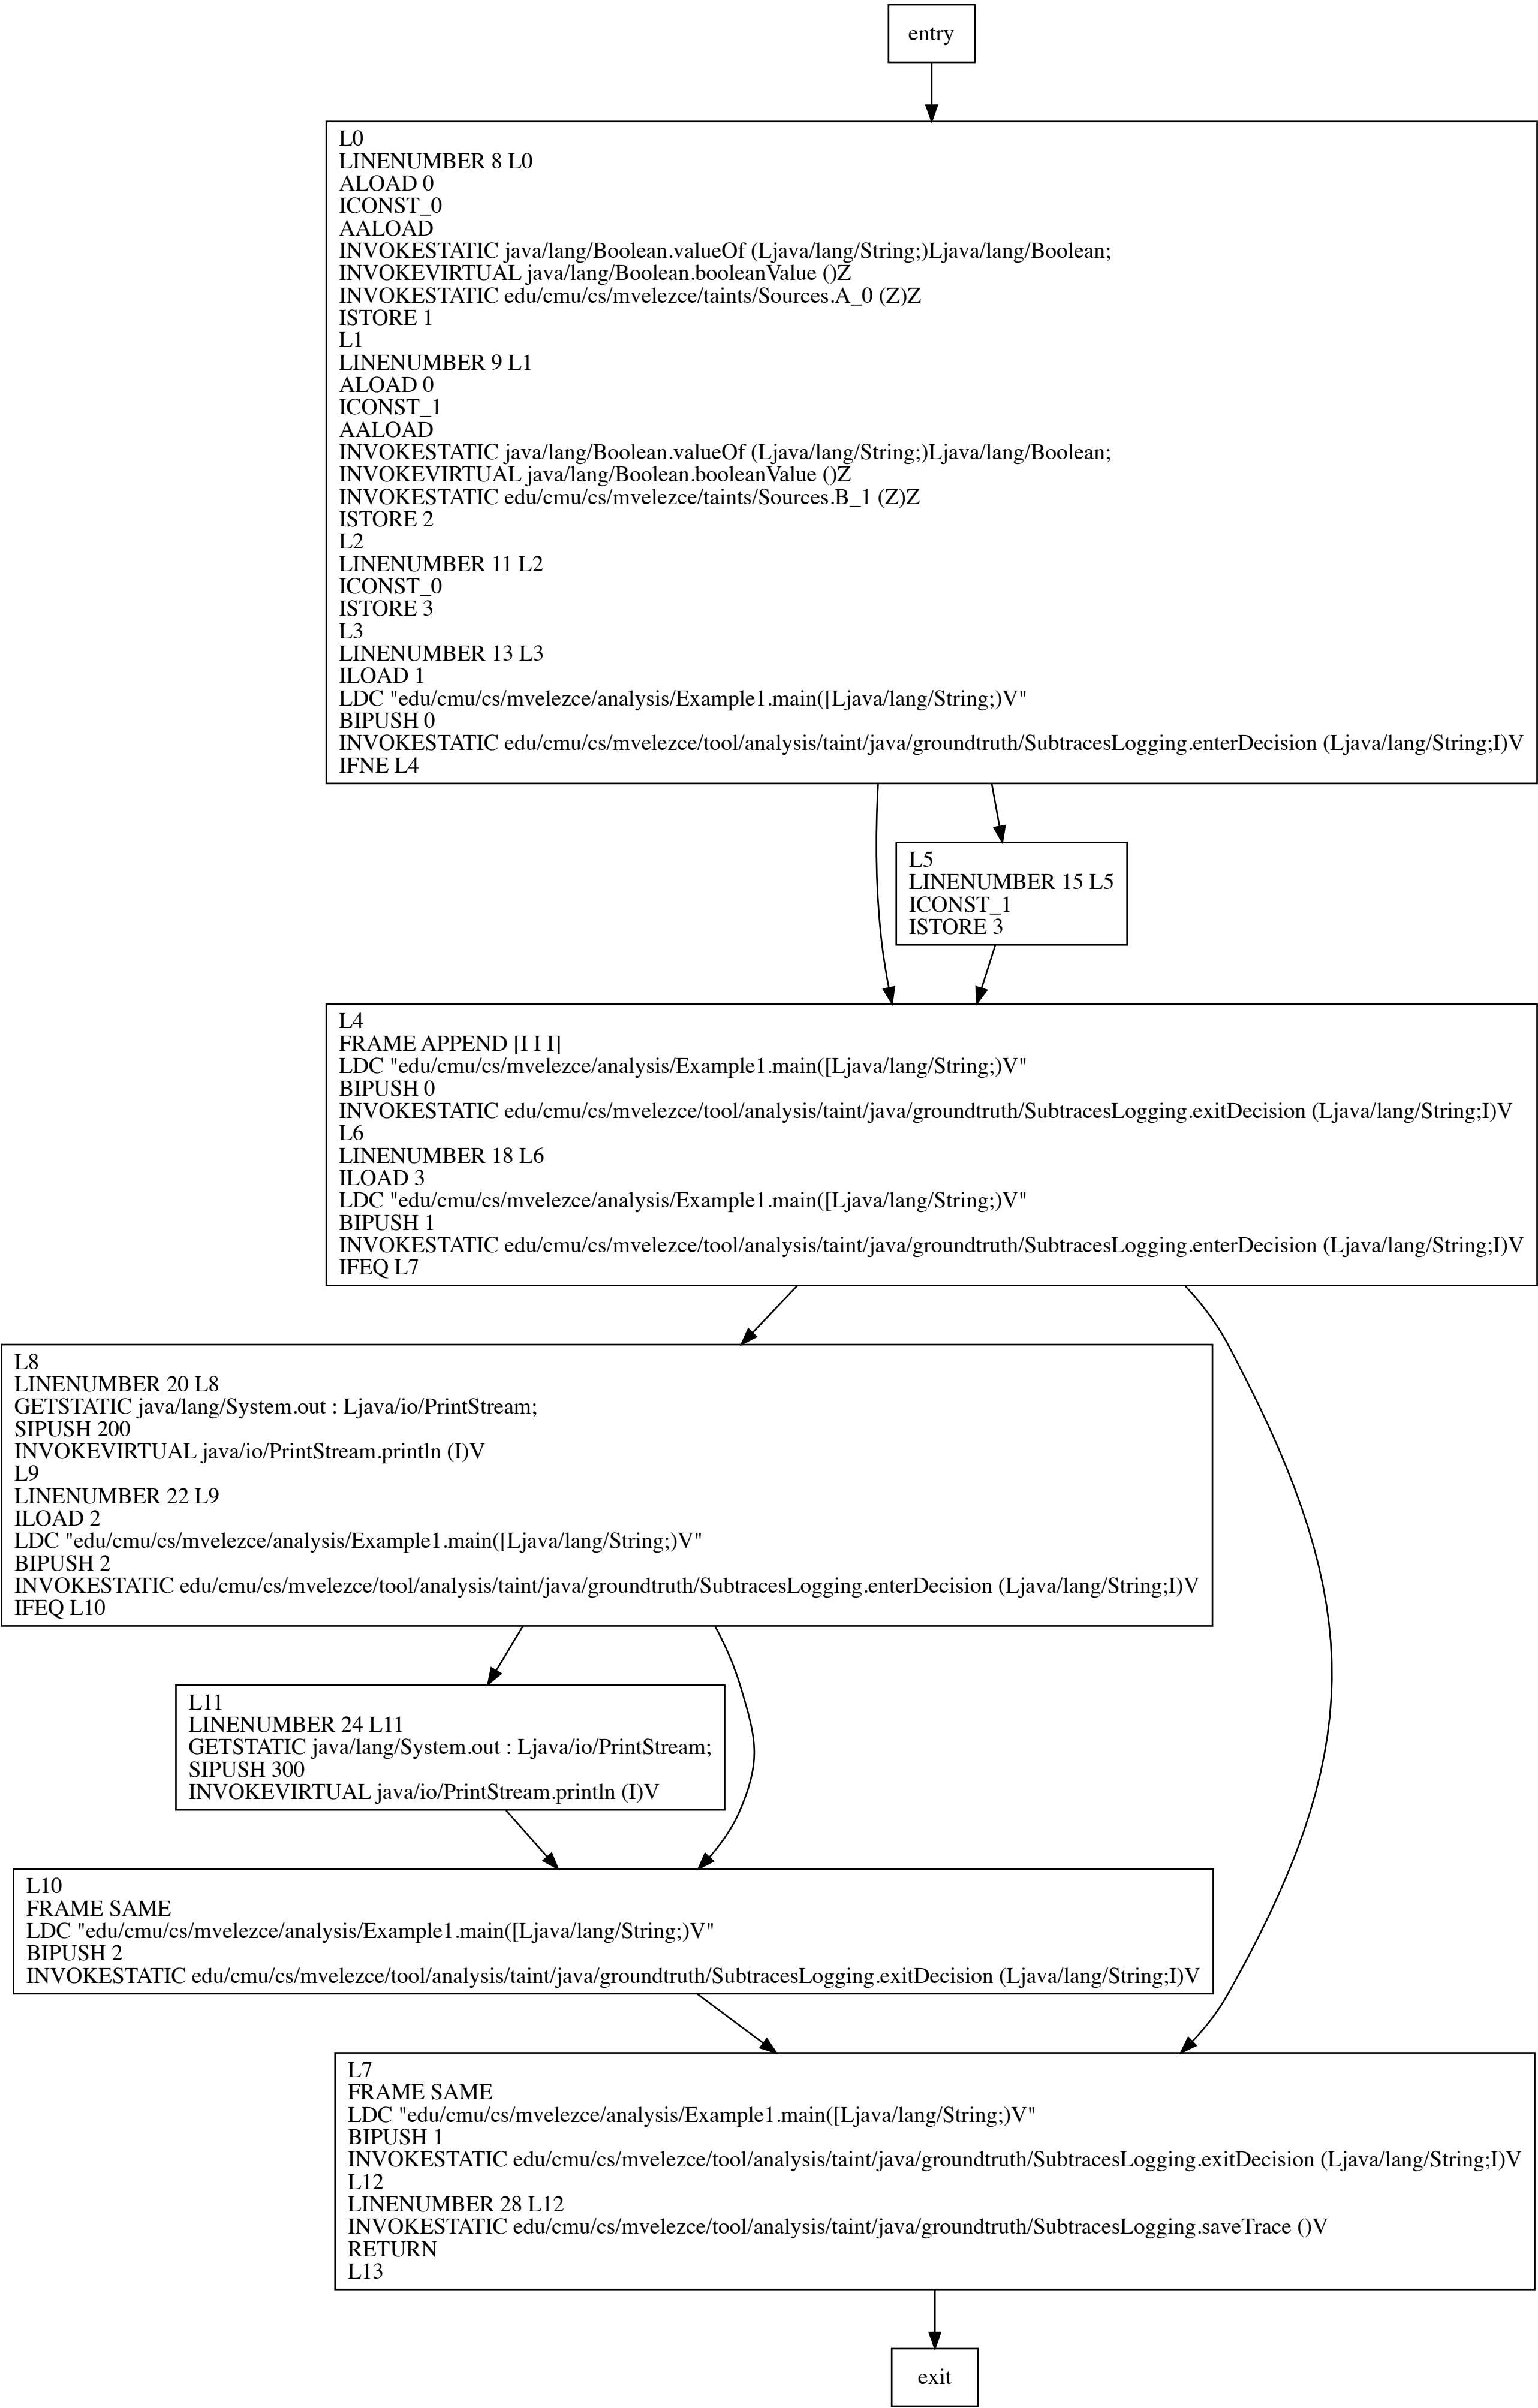 entry
L0
LINENUMBER 8 L0
ALOAD 0
ICONST_0
AALOAD
INVOKESTATIC java/lang/Boolean.valueOf (Ljava/lang/String;)Ljava/lang/Boolean;
INVOKEVIRTUAL java/lang/Boolean.booleanValue ()Z
INVOKESTATIC edu/cmu/cs/mvelezce/taints/Sources.A_0 (Z)Z
ISTORE 1
L1
LINENUMBER 9 L1
ALOAD 0
ICONST_1
AALOAD
INVOKESTATIC java/lang/Boolean.valueOf (Ljava/lang/String;)Ljava/lang/Boolean;
INVOKEVIRTUAL java/lang/Boolean.booleanValue ()Z
INVOKESTATIC edu/cmu/cs/mvelezce/taints/Sources.B_1 (Z)Z
ISTORE 2
L2
LINENUMBER 11 L2
ICONST_0
ISTORE 3
L3
LINENUMBER 13 L3
ILOAD 1
LDC "edu/cmu/cs/mvelezce/analysis/Example1.main([Ljava/lang/String;)V"
BIPUSH 0
INVOKESTATIC edu/cmu/cs/mvelezce/tool/analysis/taint/java/groundtruth/SubtracesLogging.enterDecision (Ljava/lang/String;I)V
IFNE L4
L5
LINENUMBER 15 L5
ICONST_1
ISTORE 3
L4
FRAME APPEND [I I I]
LDC "edu/cmu/cs/mvelezce/analysis/Example1.main([Ljava/lang/String;)V"
BIPUSH 0
INVOKESTATIC edu/cmu/cs/mvelezce/tool/analysis/taint/java/groundtruth/SubtracesLogging.exitDecision (Ljava/lang/String;I)V
L6
LINENUMBER 18 L6
ILOAD 3
LDC "edu/cmu/cs/mvelezce/analysis/Example1.main([Ljava/lang/String;)V"
BIPUSH 1
INVOKESTATIC edu/cmu/cs/mvelezce/tool/analysis/taint/java/groundtruth/SubtracesLogging.enterDecision (Ljava/lang/String;I)V
IFEQ L7
L8
LINENUMBER 20 L8
GETSTATIC java/lang/System.out : Ljava/io/PrintStream;
SIPUSH 200
INVOKEVIRTUAL java/io/PrintStream.println (I)V
L9
LINENUMBER 22 L9
ILOAD 2
LDC "edu/cmu/cs/mvelezce/analysis/Example1.main([Ljava/lang/String;)V"
BIPUSH 2
INVOKESTATIC edu/cmu/cs/mvelezce/tool/analysis/taint/java/groundtruth/SubtracesLogging.enterDecision (Ljava/lang/String;I)V
IFEQ L10
L11
LINENUMBER 24 L11
GETSTATIC java/lang/System.out : Ljava/io/PrintStream;
SIPUSH 300
INVOKEVIRTUAL java/io/PrintStream.println (I)V
L10
FRAME SAME
LDC "edu/cmu/cs/mvelezce/analysis/Example1.main([Ljava/lang/String;)V"
BIPUSH 2
INVOKESTATIC edu/cmu/cs/mvelezce/tool/analysis/taint/java/groundtruth/SubtracesLogging.exitDecision (Ljava/lang/String;I)V
L7
FRAME SAME
LDC "edu/cmu/cs/mvelezce/analysis/Example1.main([Ljava/lang/String;)V"
BIPUSH 1
INVOKESTATIC edu/cmu/cs/mvelezce/tool/analysis/taint/java/groundtruth/SubtracesLogging.exitDecision (Ljava/lang/String;I)V
L12
LINENUMBER 28 L12
INVOKESTATIC edu/cmu/cs/mvelezce/tool/analysis/taint/java/groundtruth/SubtracesLogging.saveTrace ()V
RETURN
L13
exit